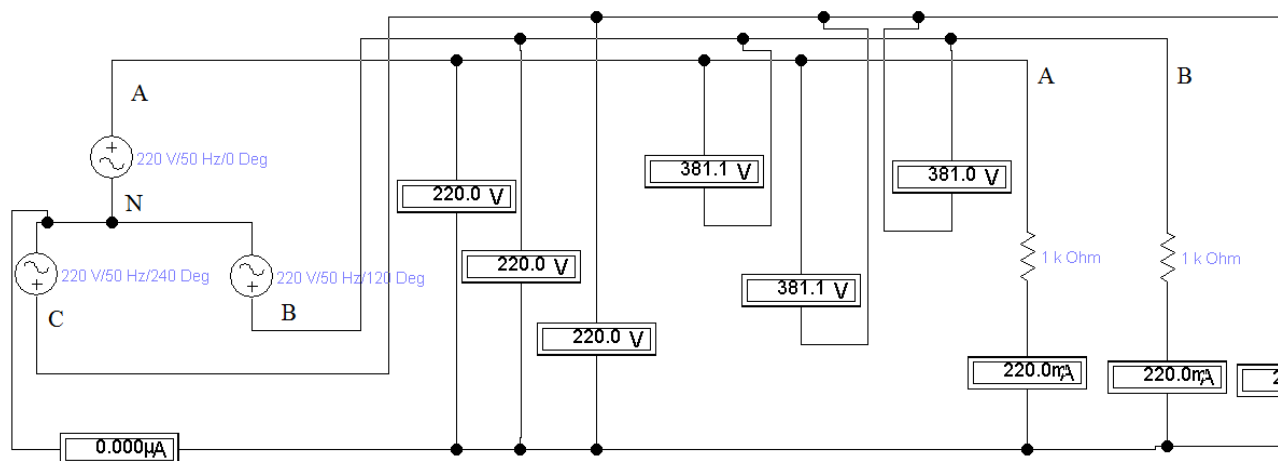 A
220 V/50 Hz/0 Deg
N
220 V/50 Hz/240 Deg
C
220 V/50 Hz/120 Deg
B
0.000µA
220.0 V
220.0 V
220.0 V
381.1 V
381.1 V
381.0 V
A
1 k Ohm
220.0mA
B
1 k Ohm
220.0mA
2